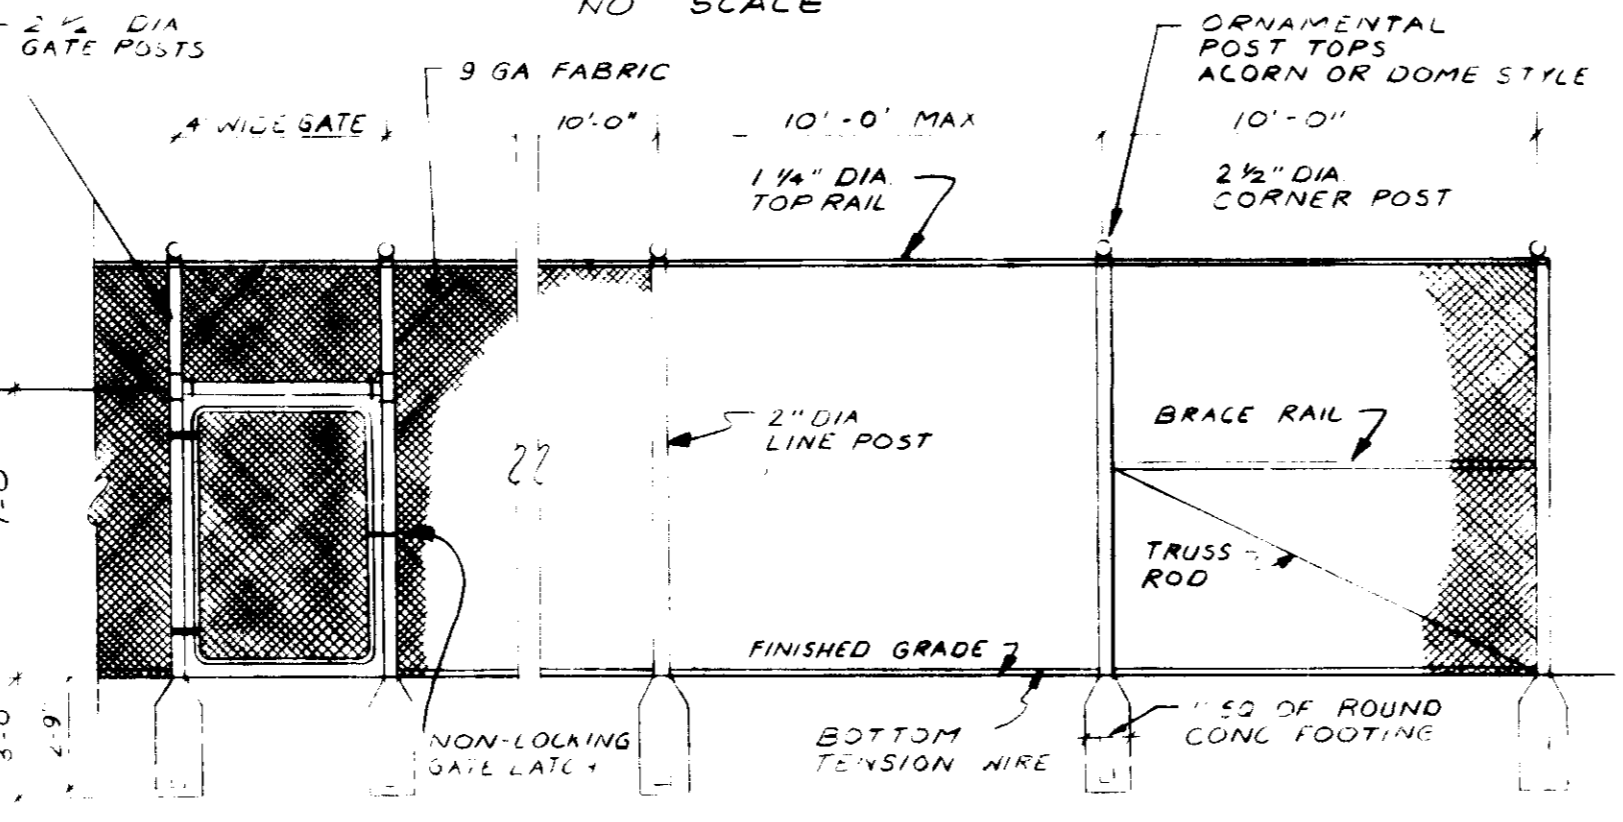 NO SCALE
2 1/2 DIA
GATE POSTS
9 GA FABRIC
ORNAMENTAL
POST TOPS
ACORN OR DOME STYLE
4' WIDE GATE
10'-0"
10'-0' MAX
10'-0"
1 1/4" DIA.
TOP RAIL
2 1/2" DIA.
CORNER POST
2" DIA
LINE POST
BRACE RAIL
TRUSS
ROD
FINISHED GRADE
NON-LOCKING
GATE LATCH
BOTTOM
TENSION WIRE
" SQ OF ROUND
CONC FOOTING
2-9"